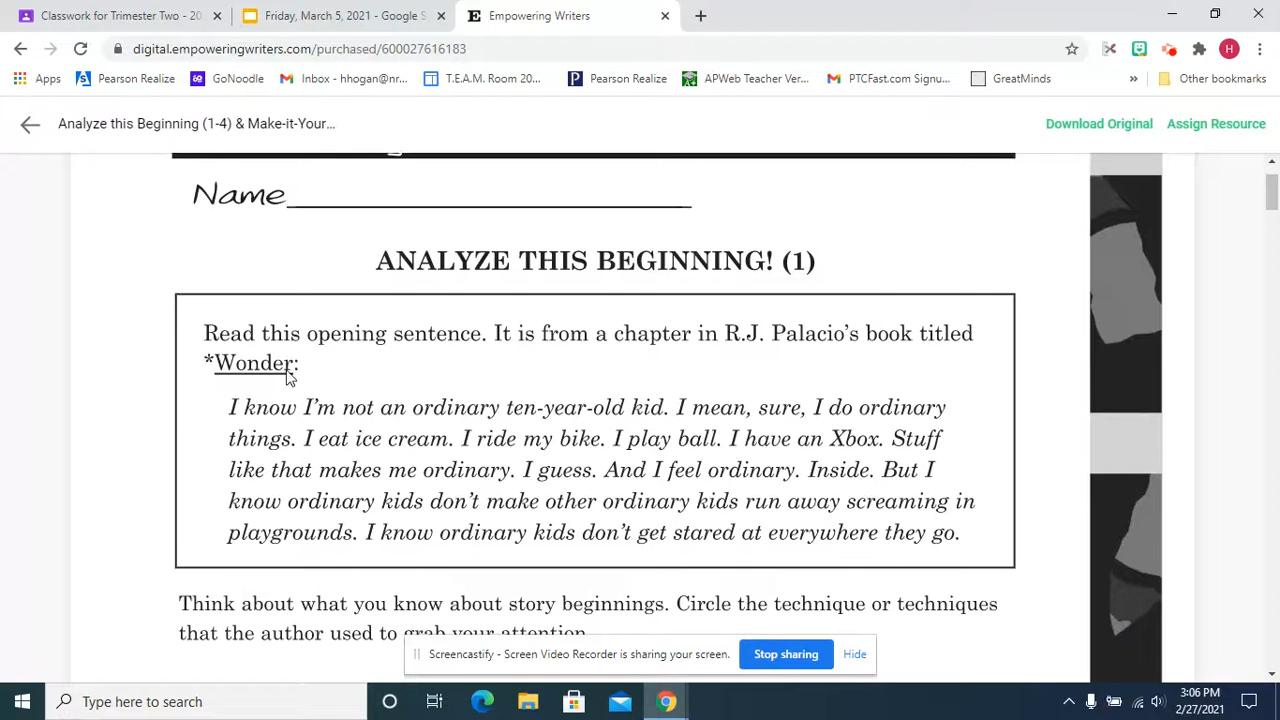 Classwork for Trimester Two - 20
Friday, March 5, 2021 - Google S
Empowering Writers
digital.empoweringwriters.com/purchased/600027616183
H
Apps
Pearson Realize
GoNoodle
Inbox - hhogan@nr...
T.E.A.M. Room 20...
Pearson Realize
APWeb Teacher Ver...
PTCFast.com Signu...
GreatMinds
»
Other bookmarks
Analyze this Beginning (1-4) & Make-it-Your...
Download Original
Assign Resource
Name
ANALYZE THIS BEGINNING! (1)
Read this opening sentence. It is from a chapter in R.J. Palacio's book titled
*Wonder:
I know I'm not an ordinary ten-year-old kid. I mean, sure, I do ordinary
things. I eat ice cream. I ride my bike. I play ball. I have an Xbox. Stuff
like that makes me ordinary. I guess. And I feel ordinary. Inside. But I
know ordinary kids don't make other ordinary kids run away screaming in
playgrounds. I know ordinary kids don't get stared at everywhere they go.
Think about what you know about story beginnings. Circle the technique or techniques
that the author used to grab your attention.
Screencastify - Screen Video Recorder is sharing your screen.
Stop sharing
Hide
Type here to search
3:06 PM
2/27/2021